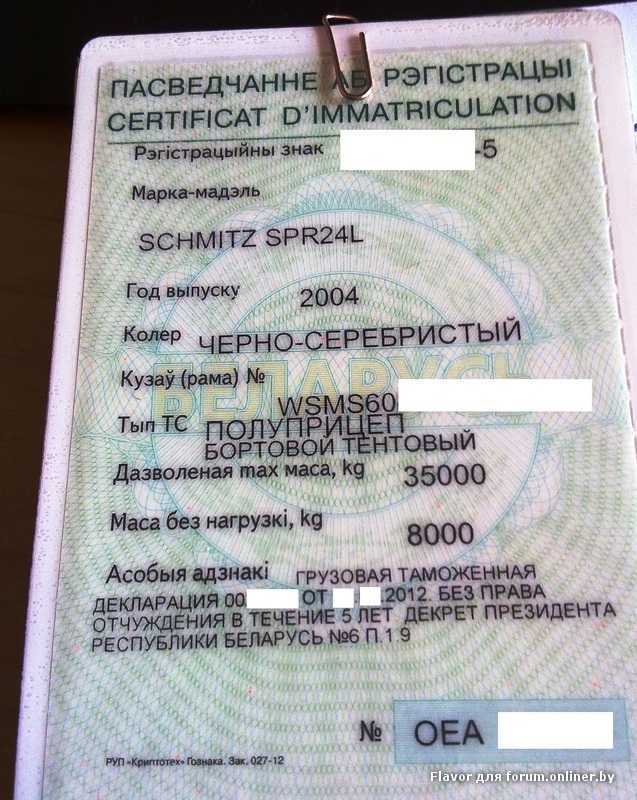 ПАСВЕДЧАННЕ АБ РЭГІСТРАЦЫІ
CERTIFICAT D'IMMATRICULATION
Рэгістрацыйны знак -5
Марка-мадэль
SCHMITZ SPR24L
Год выпуску 2004
Колер ЧЕРНО-СЕРЕБРИСТЫЙ
БЕЛАРУСЬ
Кузаў (рама) №
WSMS60
Тып ТС ПОЛУПРИЦЕП
БОРТОВОЙ ТЕНТОВЫЙ
Дазволеная max маса, kg 35000
Маса без нагрузкі, kg 8000
Асобыя адзнакі ГРУЗОВАЯ ТАМОЖЕННАЯ
ДЕКЛАРАЦИЯ 00 ОТ .2012. БЕЗ ПРАВА
ОТЧУЖДЕНИЯ В ТЕЧЕНИЕ 5 ЛЕТ ДЕКРЕТ ПРЕЗИДЕНТА
РЕСПУБЛИКИ БЕЛАРУСЬ №6 П.1.9
№ ОЕА
РУП «Криптотех» Гознака. Зак. 027-12
Flavor для forum.onliner.by